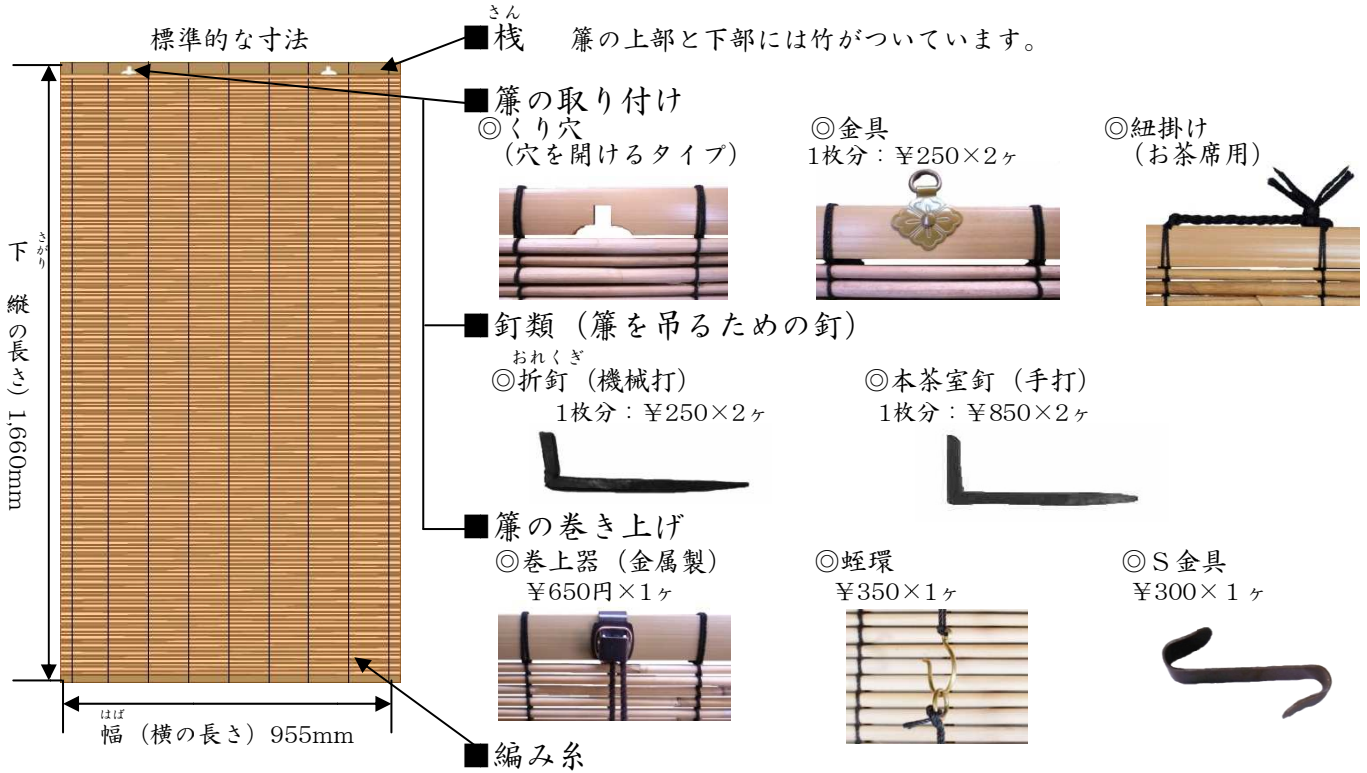 標準的な寸法
さん
■桟 簾の上部と下部には竹がついています。
■簾の取り付け
◎くり穴
（穴を開けるタイプ）
◎金具
1枚分：￥250×2ヶ
◎紐掛け
（お茶席用）
下 縦の長さ）1,660mm
さがり
■釘類（簾を吊るための釘）
おれくぎ
◎折釘（機械打）
1枚分：￥250×2ヶ
◎本茶室釘（手打）
1枚分：￥850×2ヶ
■簾の巻き上げ
◎巻上器（金属製）
￥650円×1ヶ
◎蛭環
￥350×1ヶ
◎Ｓ金具
￥300×１ヶ
はば
幅（横の長さ）955mm
■編み糸